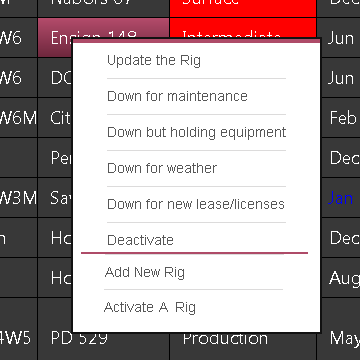 Nabors 67 Surface Dec
W6 Ensign 148 Intermediate Jun
Update the Rig
W6 DC Jun
Down for maintenance
W6M Cit Feb
Down but holding equipment
Per Dec
Down for weather
W3M Sav Jan
Down for new lease/licenses
n Ho Dec
Deactivate
Ho Aug
Add New Rig
Activate A Rig
4W5 PD 529 Production May